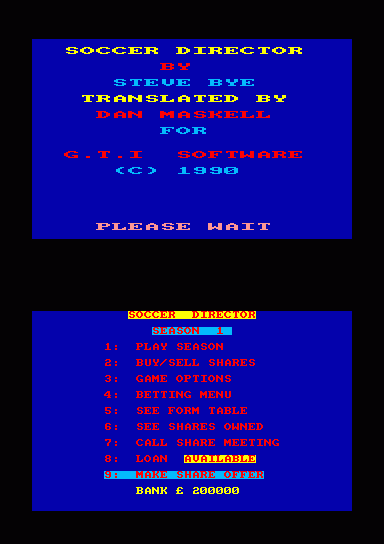 SOCCER DIRECTOR
BY
STEVE BYE
TRANSLATED BY
DAN MASKELL
FOR
G.T.I SOFTWARE
(C) 1990
PLEASE WAIT
SOCCER DIRECTOR
SEASON 1
1: PLAY SEASON
2: BUY/SELL SHARES
3: GAME OPTIONS
4: BETTING MENU
5: SEE FORM TABLE
6: SEE SHARES OWNED
7: CALL SHARE MEETING
8: LOAN AVAILABLE
9: MAKE SHARE OFFER
BANK £ 200000